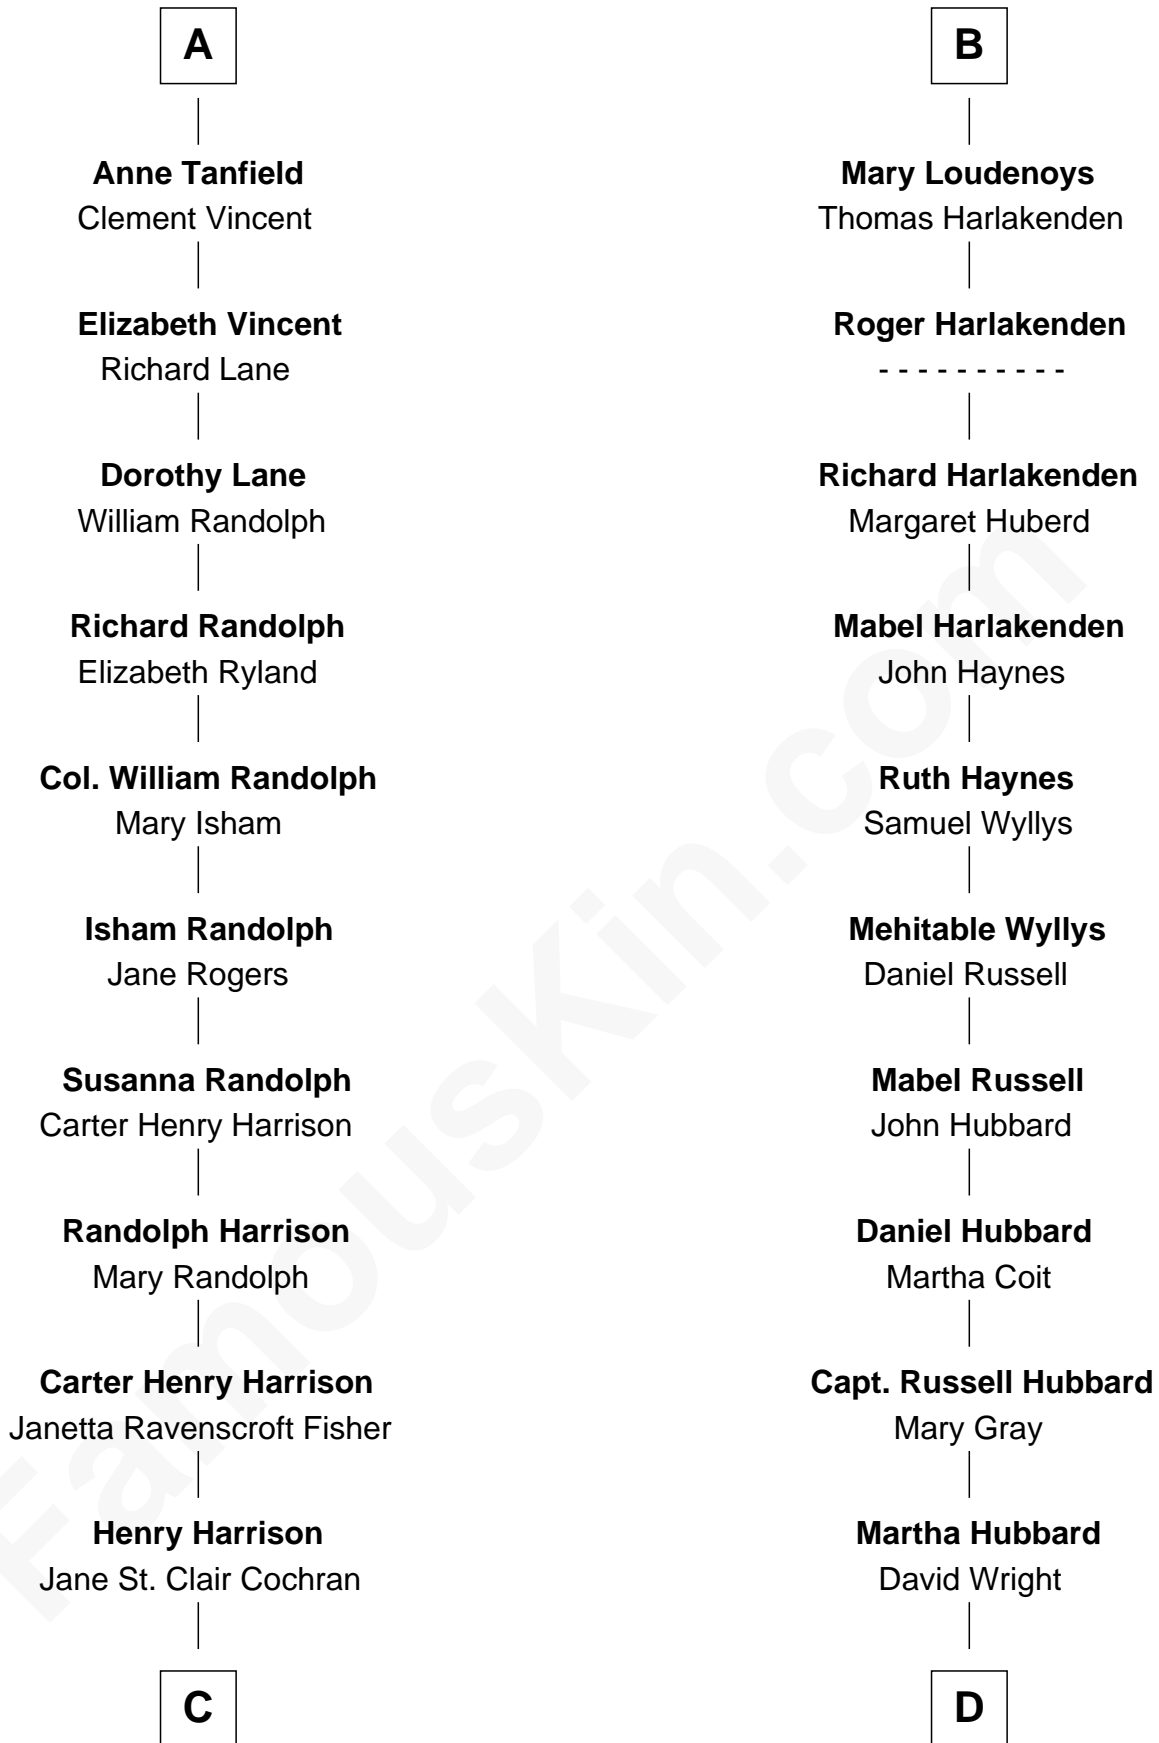 A
Anne Tanfield
Clement Vincent
Elizabeth Vincent
Richard Lane
Dorothy Lane
William Randolph
Richard Randolph
Elizabeth Ryland
Col. William Randolph
Mary Isham
Isham Randolph
Jane Rogers
Susanna Randolph
Carter Henry Harrison
Randolph Harrison
Mary Randolph
Carter Henry Harrison
Janetta Ravenscroft Fisher
Henry Harrison
Jane St. Clair Cochran
C
B
Mary Loudenoys
Thomas Harlakenden
Roger Harlakenden
- - - - - - - - - -
Richard Harlakenden
Margaret Huberd
Mabel Harlakenden
John Haynes
Ruth Haynes
Samuel Wyllys
Mehitable Wyllys
Daniel Russell
Mabel Russell
John Hubbard
Daniel Hubbard
Martha Coit
Capt. Russell Hubbard
Mary Gray
Martha Hubbard
David Wright
D
FamousKin.com